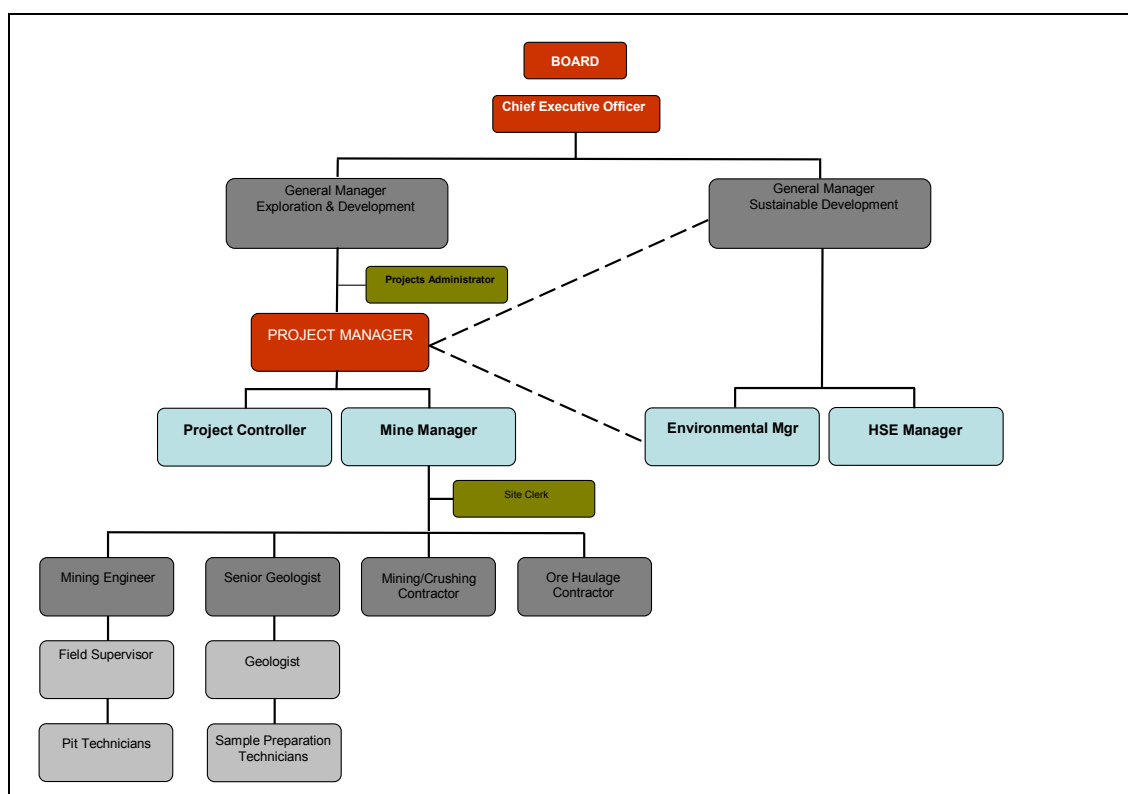 BOARD
Chief Executive Officer
General Manager
Exploration & Development
General Manager
Sustainable Development
Projects Administrator
PROJECT MANAGER
Project Controller
Mine Manager
Environmental Mgr
HSE Manager
Site Clerk
Mining Engineer
Senior Geologist
Mining/Crushing
Contractor
Ore Haulage
Contractor
Field Supervisor
Geologist
Pit Technicians
Sample Preparation
Technicians